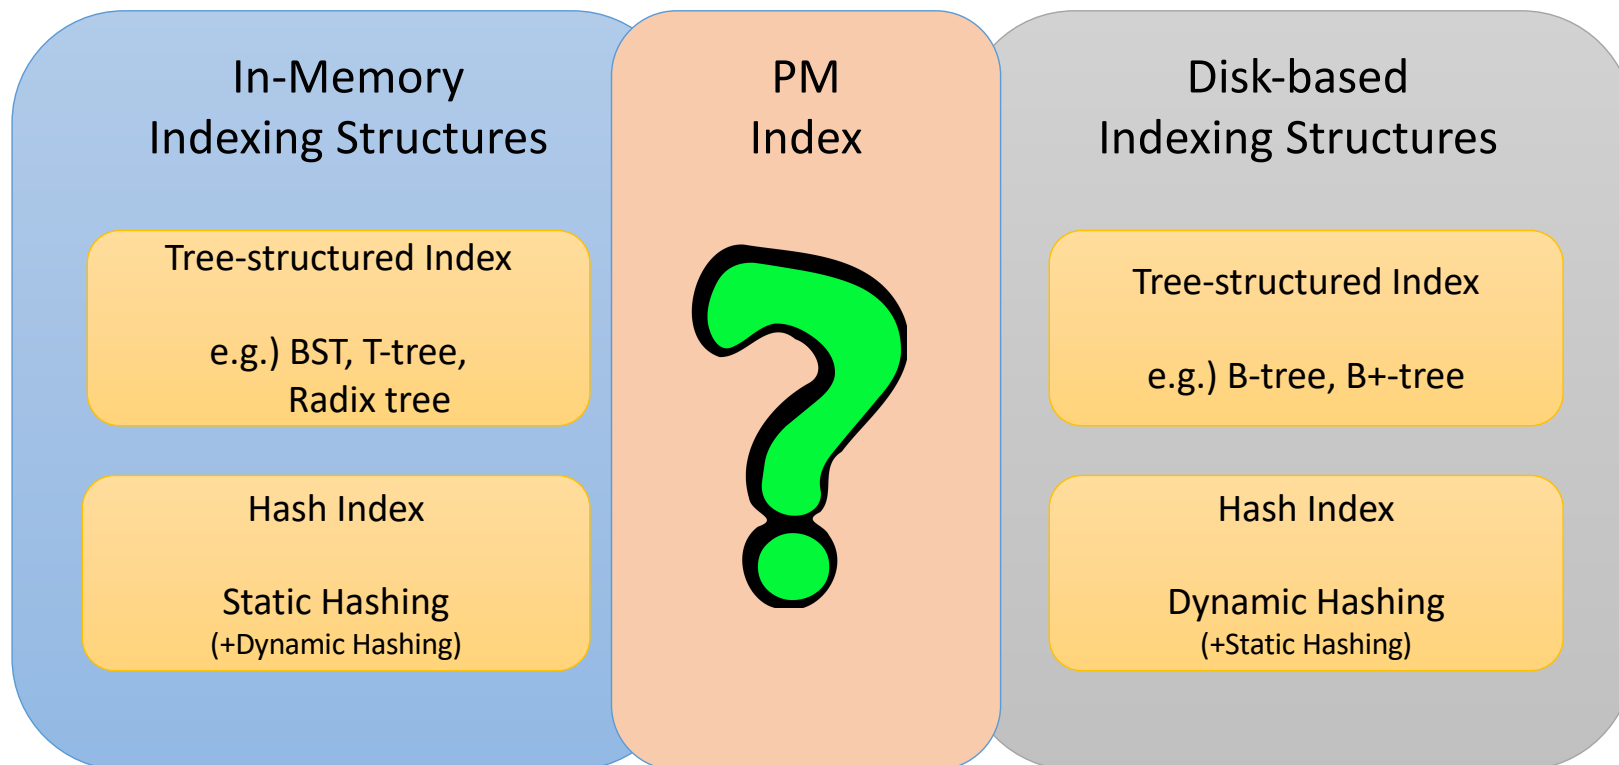 In-Memory
Indexing Structures
Tree-structured Index
e.g.) BST, T-tree,
Radix tree
Hash Index
Static Hashing
(+Dynamic Hashing)
PM
Index
Disk-based
Indexing Structures
Tree-structured Index
e.g.) B-tree, B+-tree
Hash Index
Dynamic Hashing
(+Static Hashing)